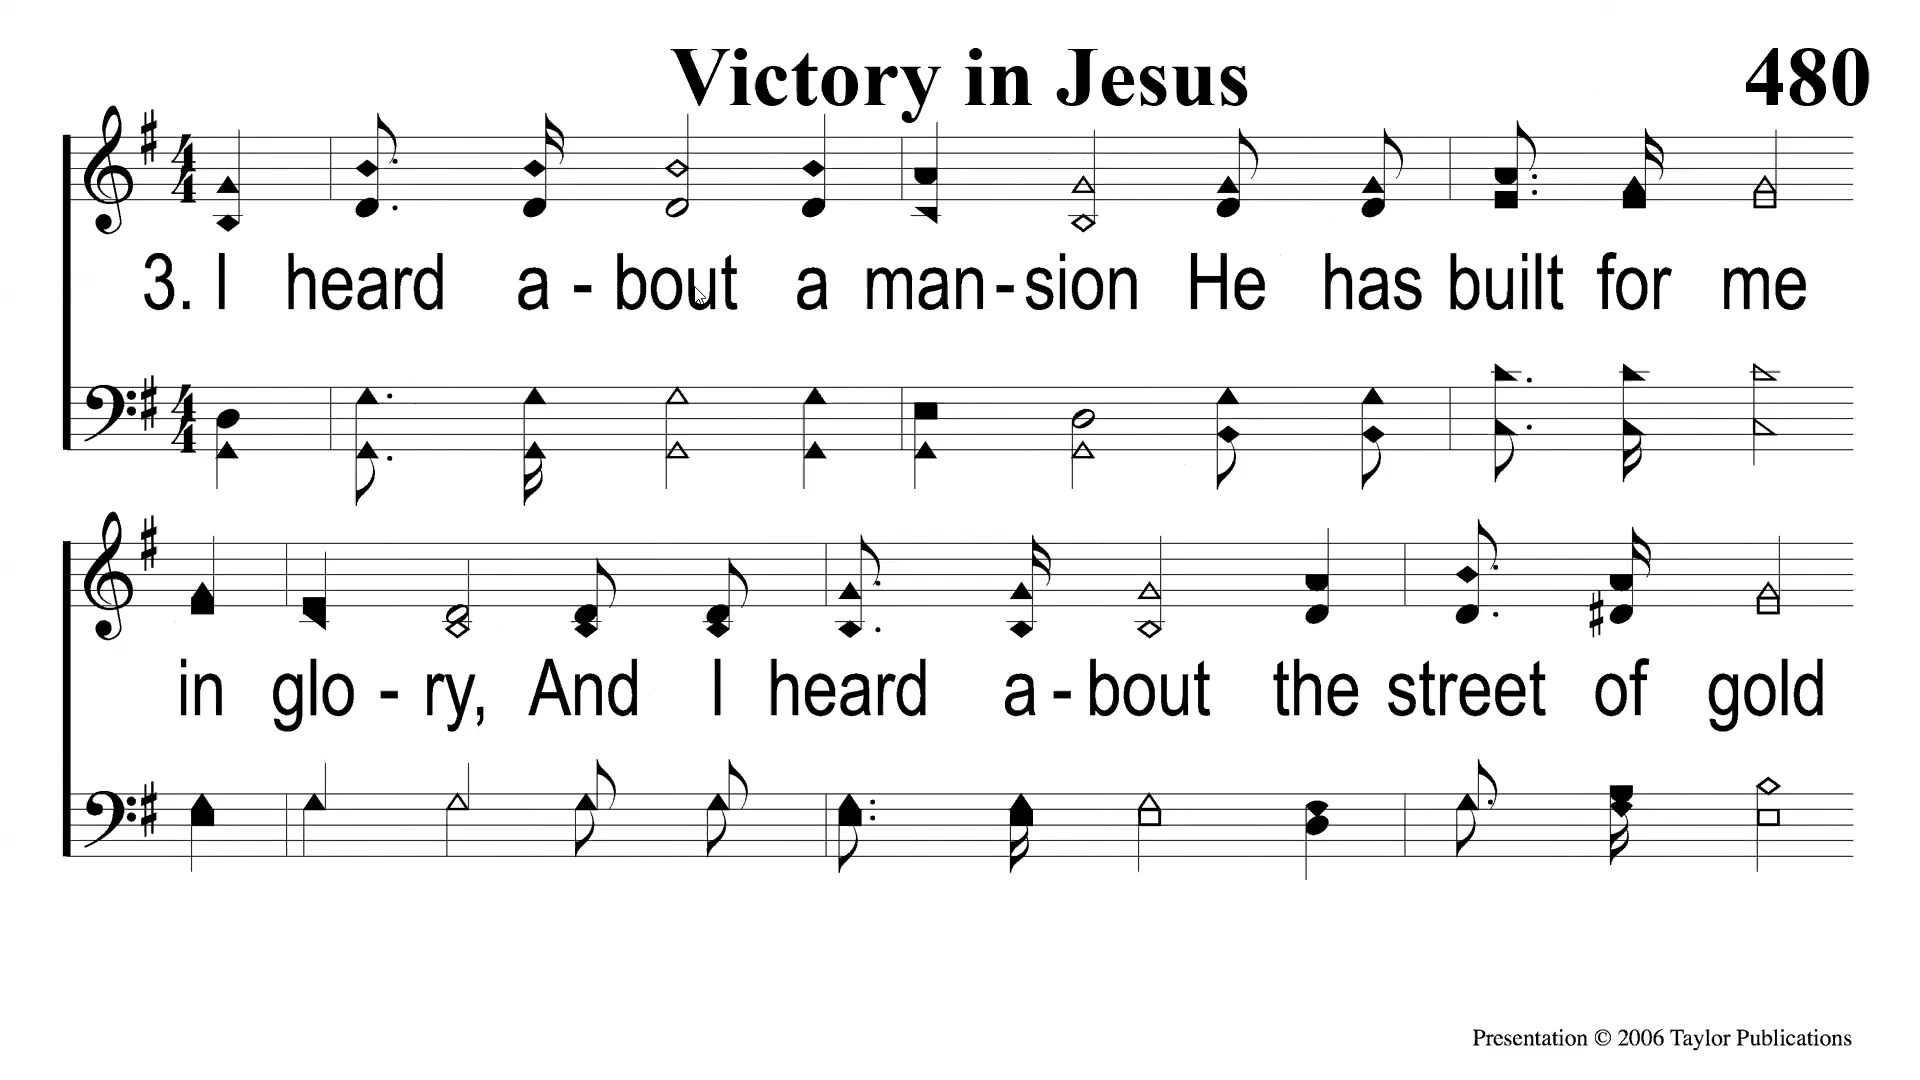 Victory in Jesus 480
3. I heard a - bout a man - sion He has built for me
in glo - ry, And I heard a - bout the street of gold
Presentation © 2006 Taylor Publications